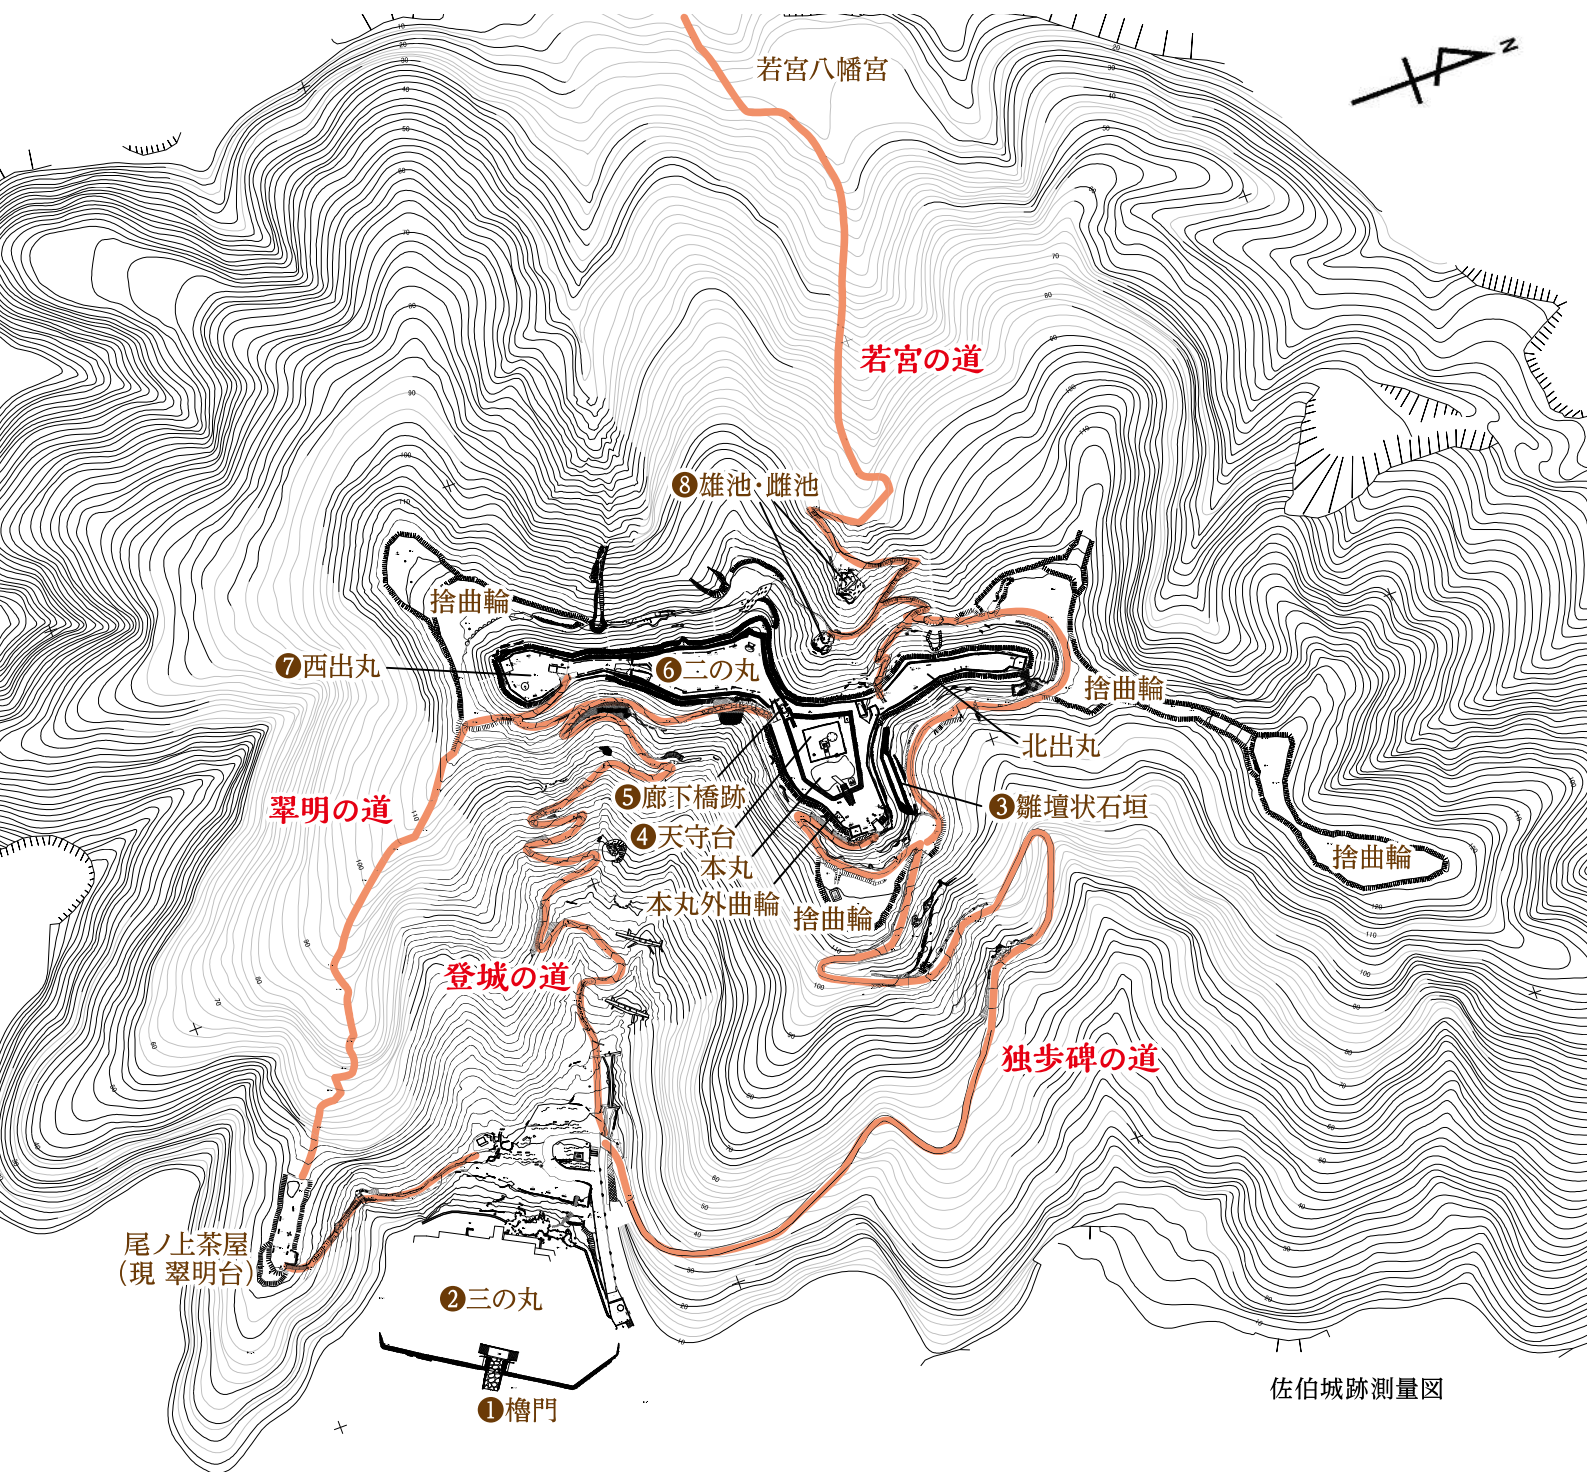 若宮八幡宮
N
若宮の道
❽雄池・雌池
捨曲輪
❼西出丸
❻二の丸
捨曲輪
北出丸
❺廊下橋跡
❸雛壇状石垣
翠明の道
❹天守台
本丸
捨曲輪
本丸外曲輪
捨曲輪
登城の道
独歩碑の道
尾ノ上茶屋
（現 翠明台）
❷三の丸
佐伯城跡測量図
❶櫓門